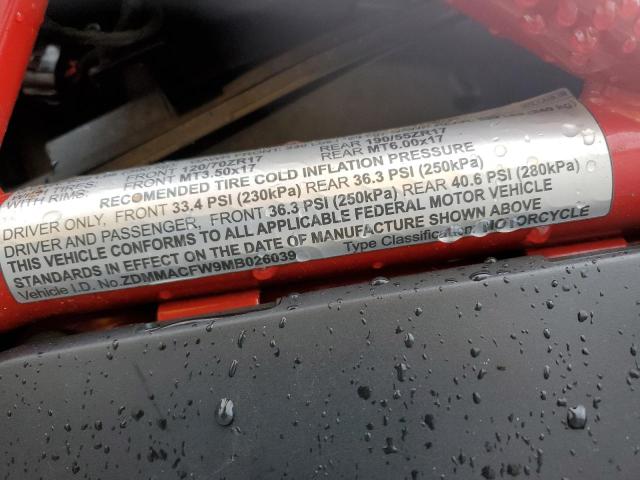 WITH TIRES: FRONT 120/70ZR17 REAR 190/55ZR17
WITH RIMS: FRONT MT3.50x17 REAR MT6.00x17
RECOMENDED TIRE COLD INFLATION PRESSURE
DRIVER ONLY, FRONT 33.4 PSI (230kPa) REAR 36.3 PSI (250kPa)
DRIVER AND PASSENGER, FRONT 36.3 PSI (250kPa) REAR 40.6 PSI (280kPa)
THIS VEHICLE CONFORMS TO ALL APPLICABLE FEDERAL MOTOR VEHICLE
STANDARDS IN EFFECT ON THE DATE OF MANUFACTURE SHOWN ABOVE
Vehicle I.D. No. ZDMMACFW9MB026039 Type Classification: MOTORCYCLE